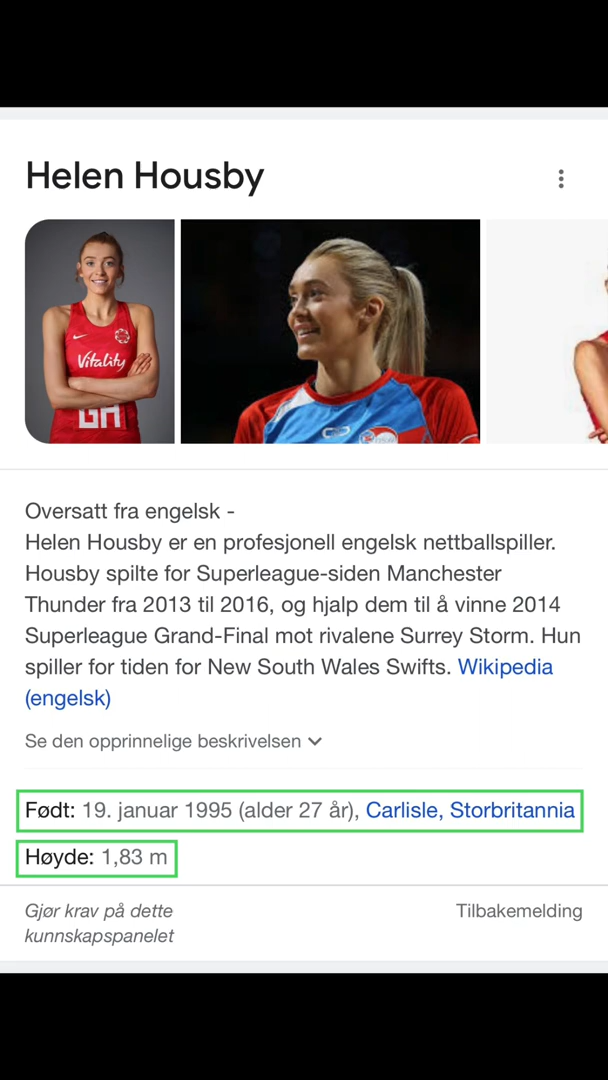 Helen Housby
Vitality
GA
Oversatt fra engelsk -
Helen Housby er en profesjonell engelsk nettballspiller.
Housby spilte for Superleague-siden Manchester
Thunder fra 2013 til 2016, og hjalp dem til å vinne 2014
Superleague Grand-Final mot rivalene Surrey Storm. Hun
spiller for tiden for New South Wales Swifts. Wikipedia
(engelsk)
Se den opprinnelige beskrivelsen
Født: 19. januar 1995 (alder 27 år), Carlisle, Storbritannia
Høyde: 1,83 m
Gjør krav på dette
kunnskapspanelet
Tilbakemelding